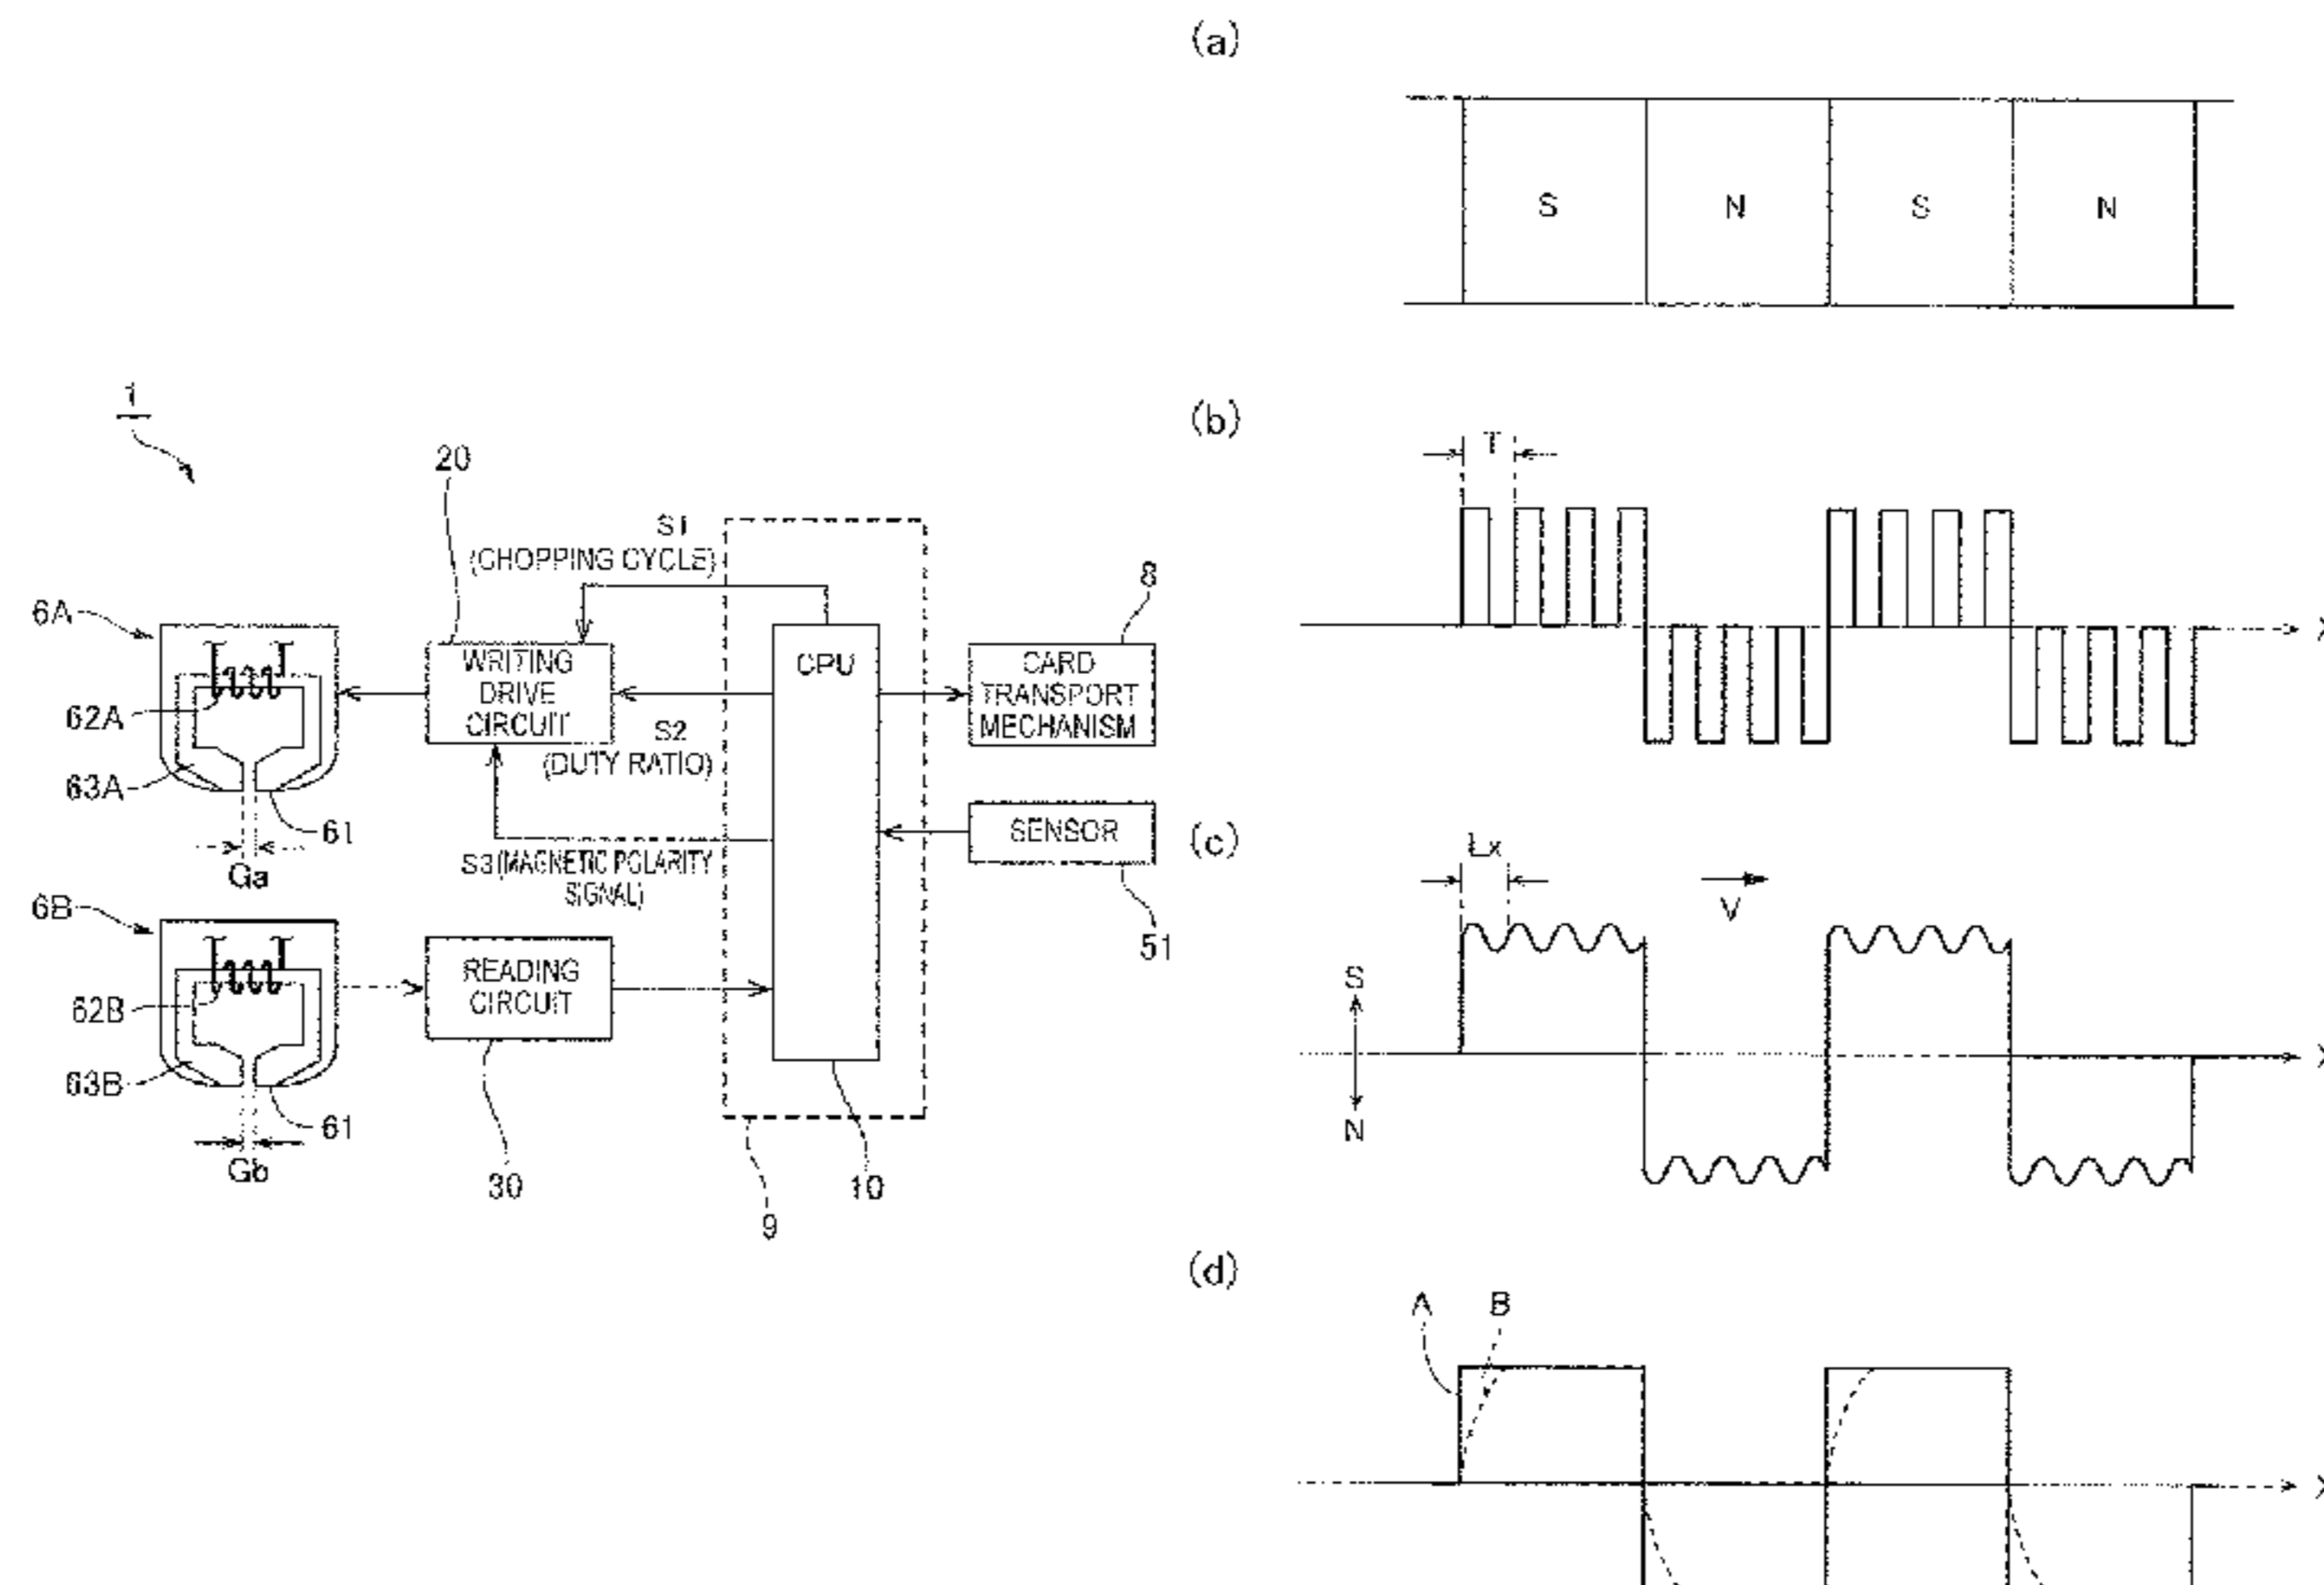 (a)
S N S N
1
(b)
T
20
S1
(CHOPPING CYCLE)
8
6A
WRITING
DRIVE
CIRCUIT
CPU
CARD
TRANSPORT
MECHANISM
X
62A
S2
(DUTY RATIO)
63A
61
SENSOR
(c)
Lx
S3 (MAGNETIC POLARITY
SIGNAL)
Ga
V
6B
51
READING
CIRCUIT
S
62B
X
63B
61
N
Gb
30
10
9
(d)
A B
X